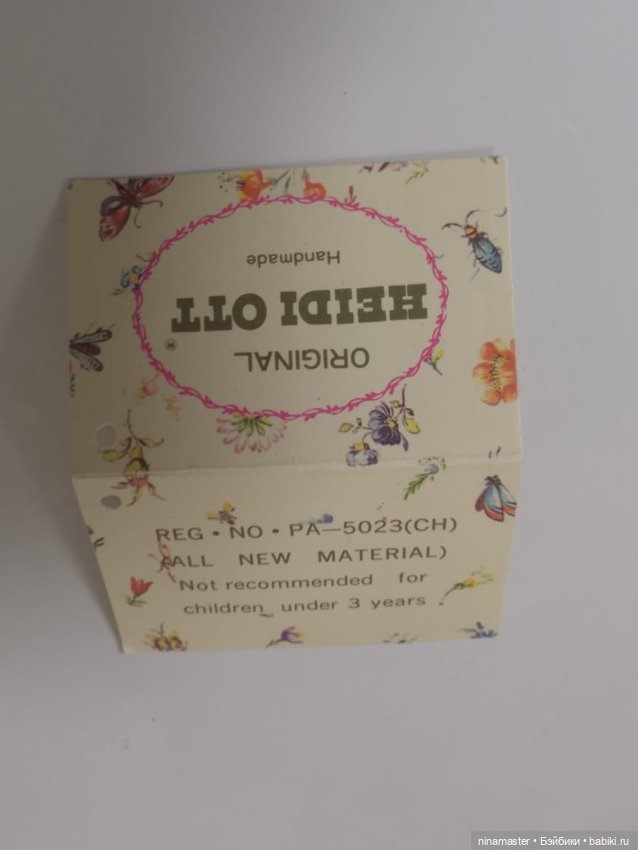 ORIGINAL
HEIDI OTT®
Handmade
REG • NO • PA—5023(CH)
(ALL NEW MATERIAL)
Not recommended for
children under 3 years .
ninamaster • Бэйбики • babiki.ru